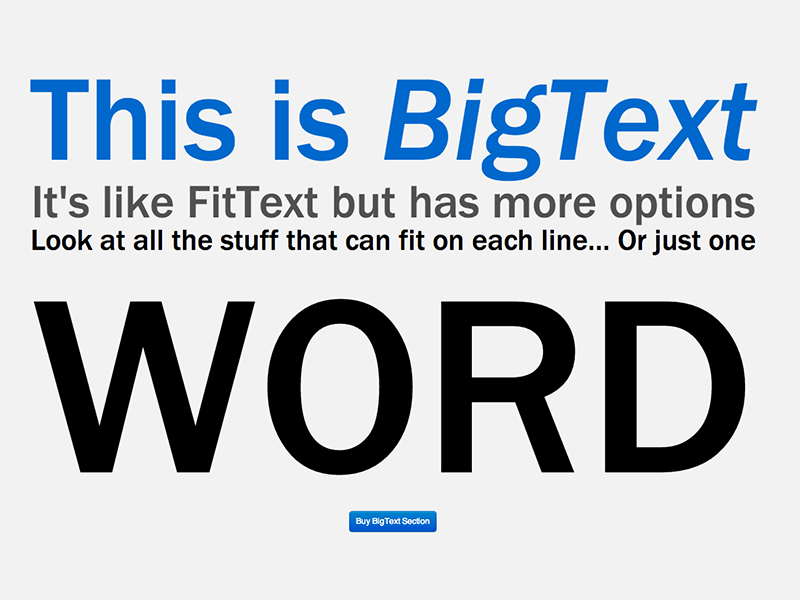 This is BigText
It's like FitText but has more options
Look at all the stuff that can fit on each line... Or just one
WORD
Buy BigText Section